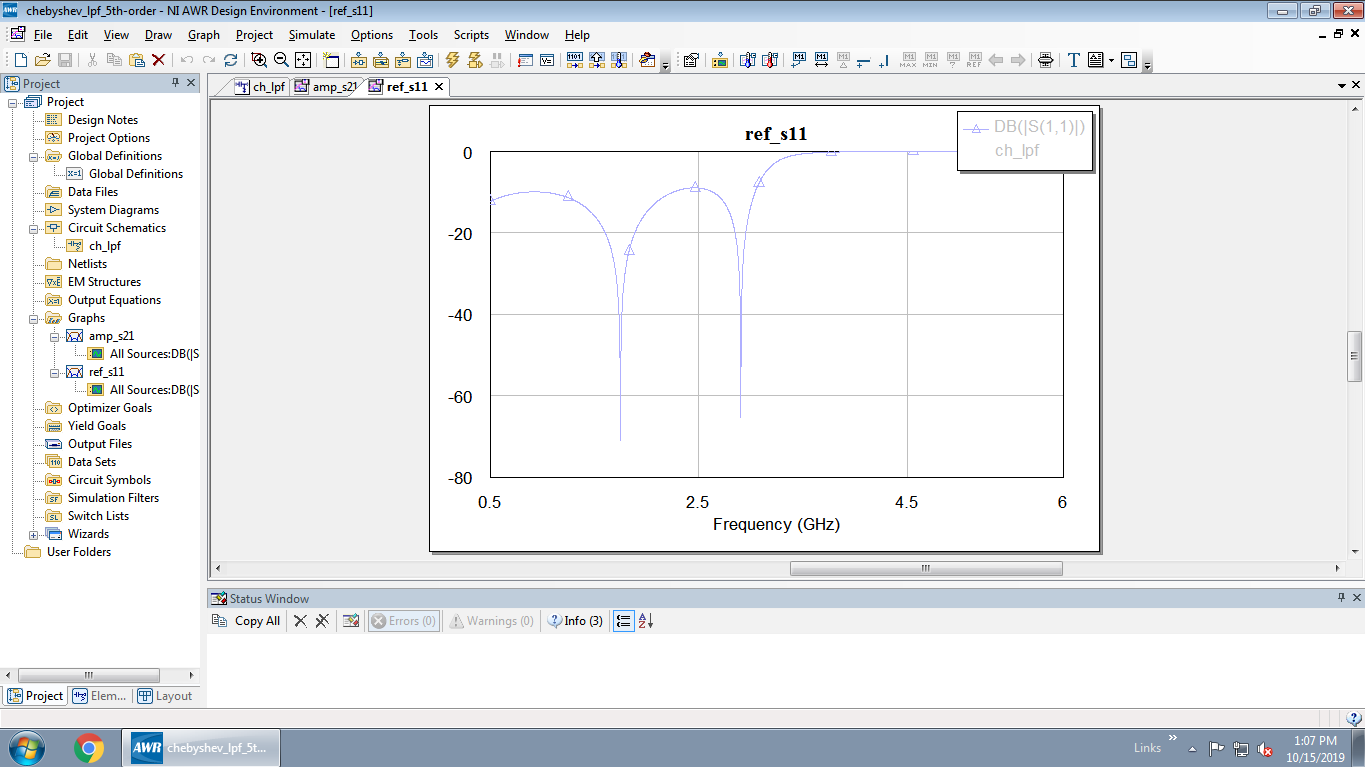 AWR chebyshev_lpf_5th-order - NI AWR Design Environment - [ref_s11]
File Edit View Draw Graph Project Simulate Options Tools Scripts Window Help
Project
Project
Design Notes
Project Options
Global Definitions
Global Definitions
Data Files
System Diagrams
Circuit Schematics
ch_lpf
Netlists
EM Structures
Output Equations
Graphs
amp_s21
All Sources:DB(|S
ref_s11
All Sources:DB(|S
Optimizer Goals
Yield Goals
Output Files
Data Sets
Circuit Symbols
Simulation Filters
Switch Lists
Wizards
User Folders
Project Elem... Layout
ch_lpf amp_s21 ref_s11
ref_s11
DB(|S(1,1)|)
ch_lpf
0
-20
-40
-60
-80
0.5 2.5 4.5 6
Frequency (GHz)
Status Window
Copy All Errors (0) Warnings (0) Info (3)
AWR chebyshev_lpf_5t...
Links
1:07 PM
10/15/2019